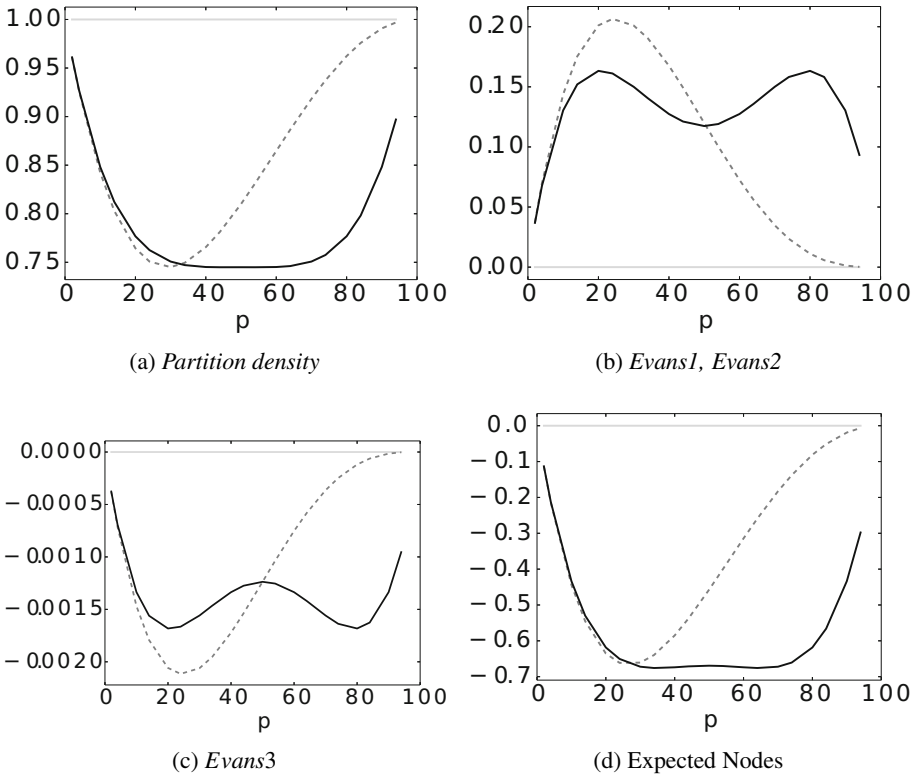 1.00
0.95
0.90
0.85
0.80
0.75
0 20 40 60 80 100
p
(a) Partition density
0.20
0.15
0.10
0.05
0.00
0 20 40 60 80 100
p
(b) Evans1, Evans2
0.0000
−0.0005
−0.0010
−0.0015
−0.0020
0 20 40 60 80 100
p
(c) Evans3
0.0
−0.1
−0.2
−0.3
−0.4
−0.5
−0.6
−0.7
0 20 40 60 80 100
p
(d) Expected Nodes